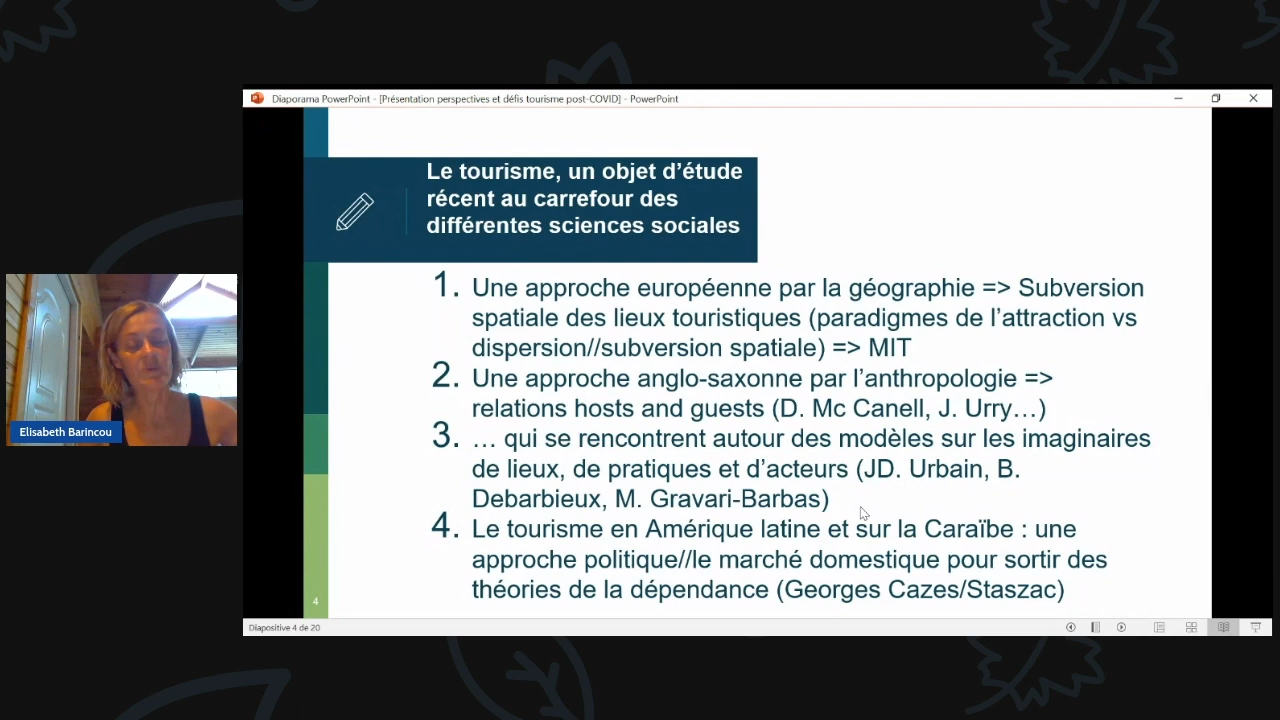 Diaporama PowerPoint - [Présentation perspectives et défis tourisme post-COVID] - PowerPoint
Le tourisme, un objet d’étude
récent au carrefour des
différentes sciences sociales
1. Une approche européenne par la géographie => Subversion
spatiale des lieux touristiques (paradigmes de l’attraction vs
dispersion//subversion spatiale) => MIT
2. Une approche anglo-saxonne par l’anthropologie =>
relations hosts and guests (D. Mc Canell, J. Urry…)
3. … qui se rencontrent autour des modèles sur les imaginaires
de lieux, de pratiques et d’acteurs (JD. Urbain, B.
Debarbieux, M. Gravari-Barbas)
4. Le tourisme en Amérique latine et sur la Caraïbe : une
approche politique//le marché domestique pour sortir des
théories de la dépendance (Georges Cazes/Staszac)
4
Diapositive 4 de 20
Elisabeth Barincou